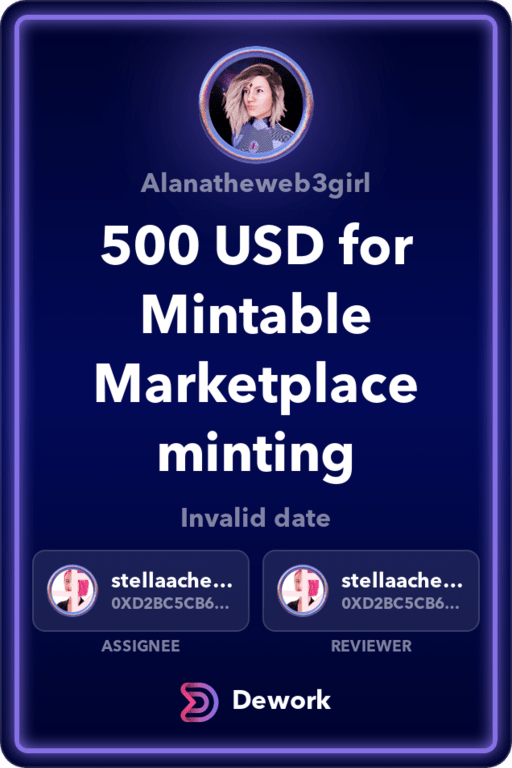 Alanatheweb3girl
500 USD for
Mintable
Marketplace
minting
Invalid date
stellaache...
0XD2BC5CB6...
ASSIGNEE
stellaache...
0XD2BC5CB6...
REVIEWER
Dework